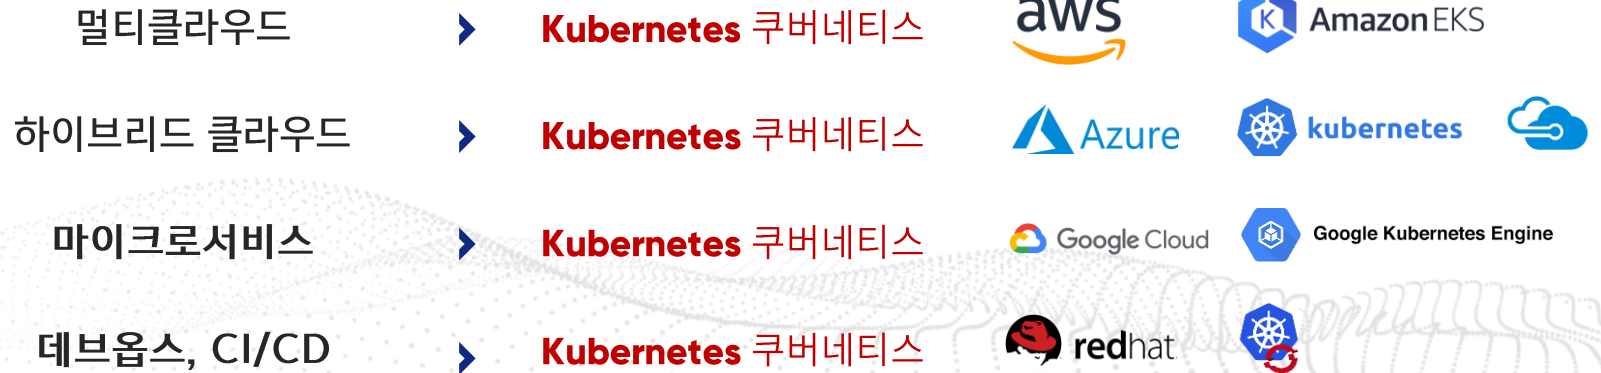 멀티클라우드 Kubernetes 쿠버네티스 aws Amazon EKS
하이브리드 클라우드 Kubernetes 쿠버네티스 Azure kubernetes
마이크로서비스 Kubernetes 쿠버네티스 Google Cloud Google Kubernetes Engine
데브옵스, CI/CD Kubernetes 쿠버네티스 redhat